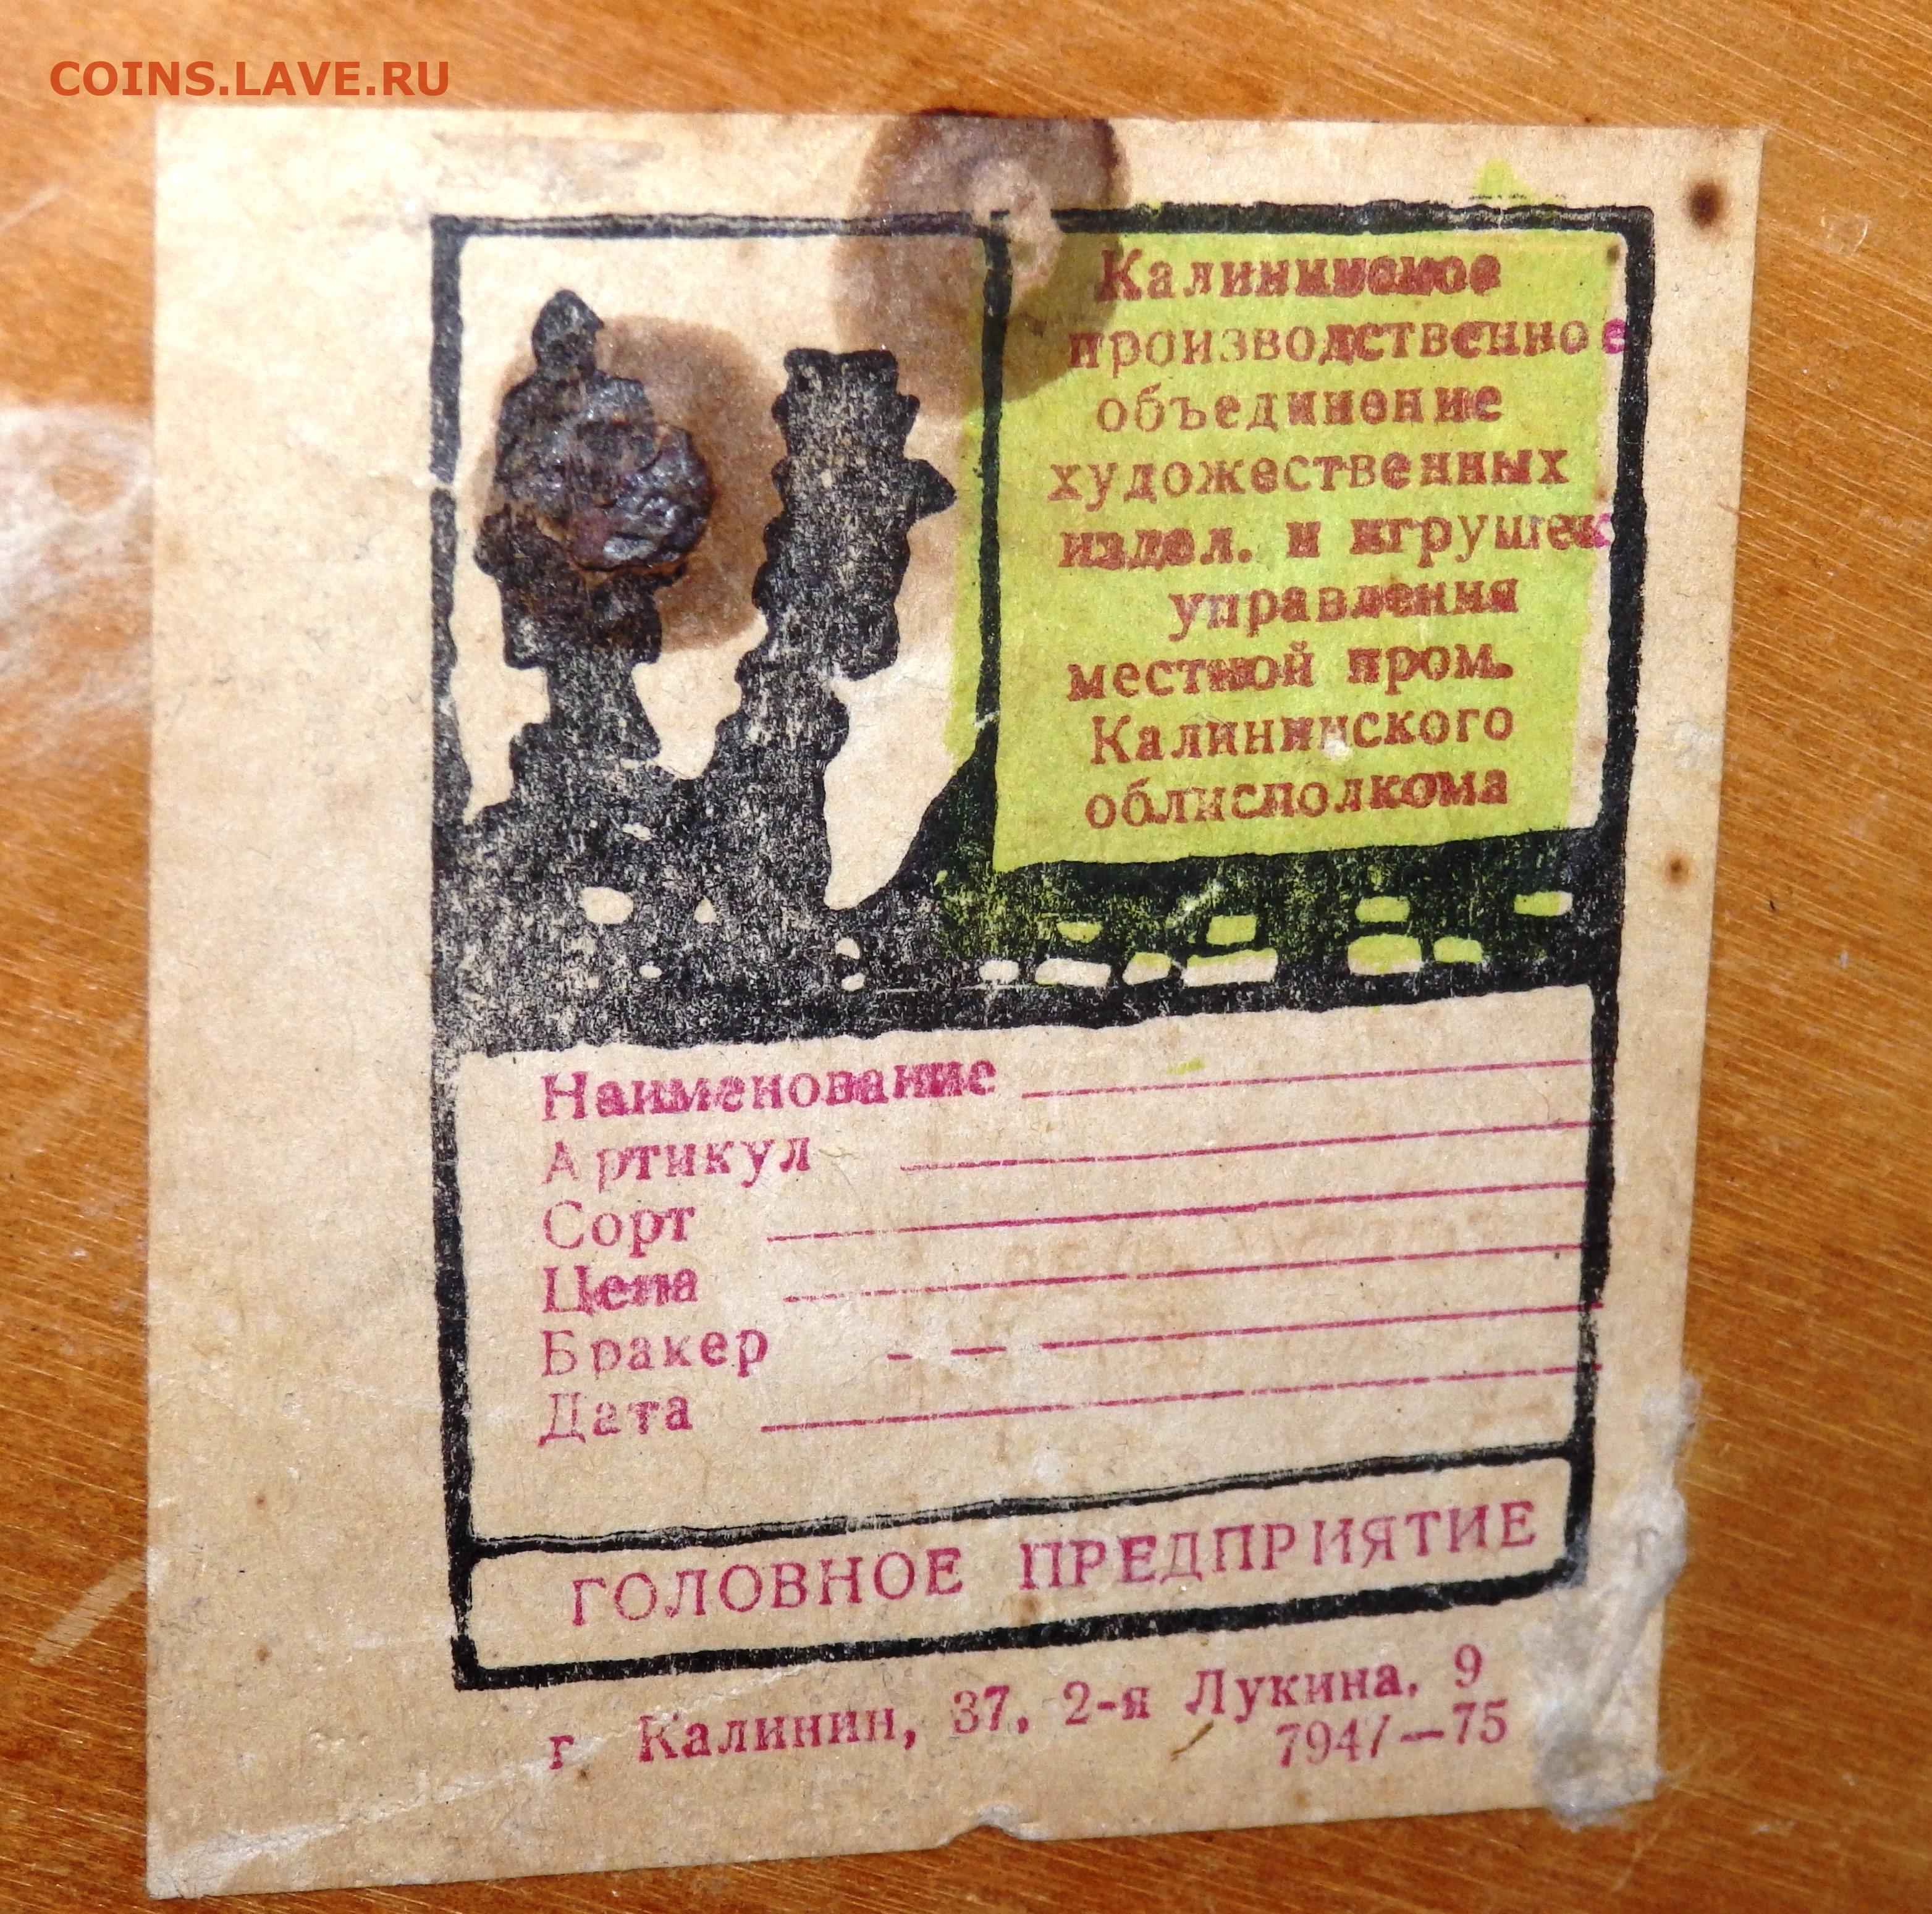 COINS.LAVE.RU
Калининское
производственное
объединение
художественных
издел. и игрушек
управления
местной пром.
Калининского
облисполкома
Наименование
Артикул
Сорт
Цена
Бракер
Дата
ГОЛОВНОЕ ПРЕДПРИЯТИЕ
г Калинин, 37, 2-я Лукина, 9
7947—75